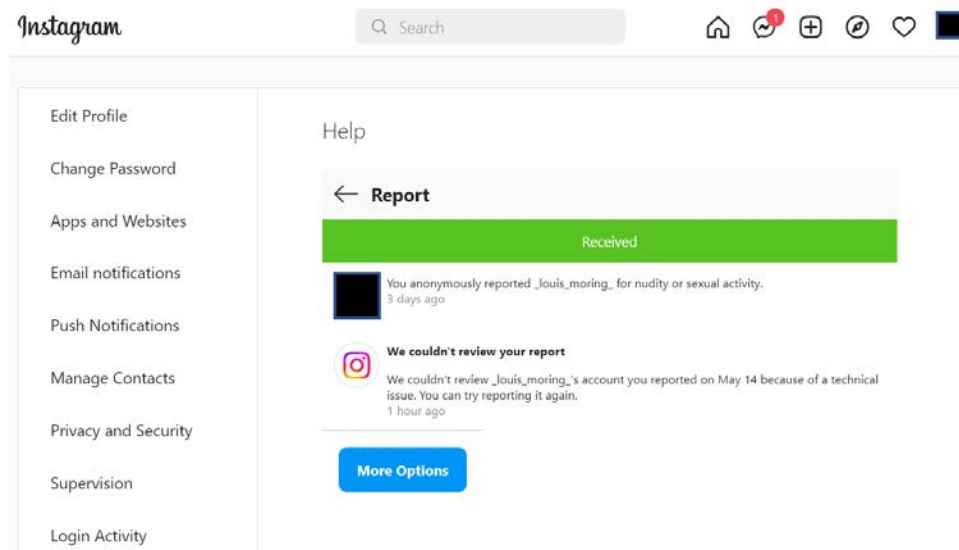 Instagram
Search
1
Edit Profile
Change Password
Apps and Websites
Email notifications
Push Notifications
Manage Contacts
Privacy and Security
Supervision
Login Activity
Help
← Report
Received
You anonymously reported _louis_moring_ for nudity or sexual activity.
3 days ago
We couldn't review your report
We couldn't review _louis_moring_'s account you reported on May 14 because of a technical
issue. You can try reporting it again.
1 hour ago
More Options